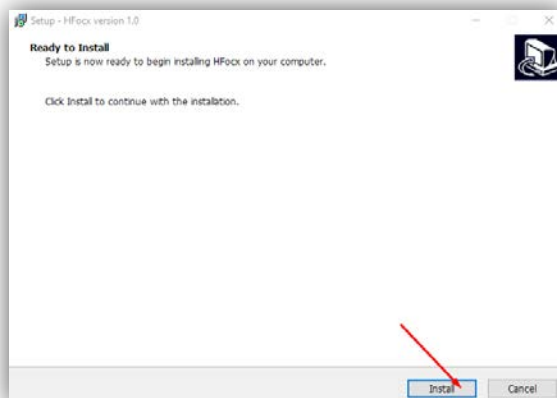 Setup - HFocx version 1.0
Ready to Install
Setup is now ready to begin installing HFocx on your computer.
Click Install to continue with the installation.
Install
Cancel